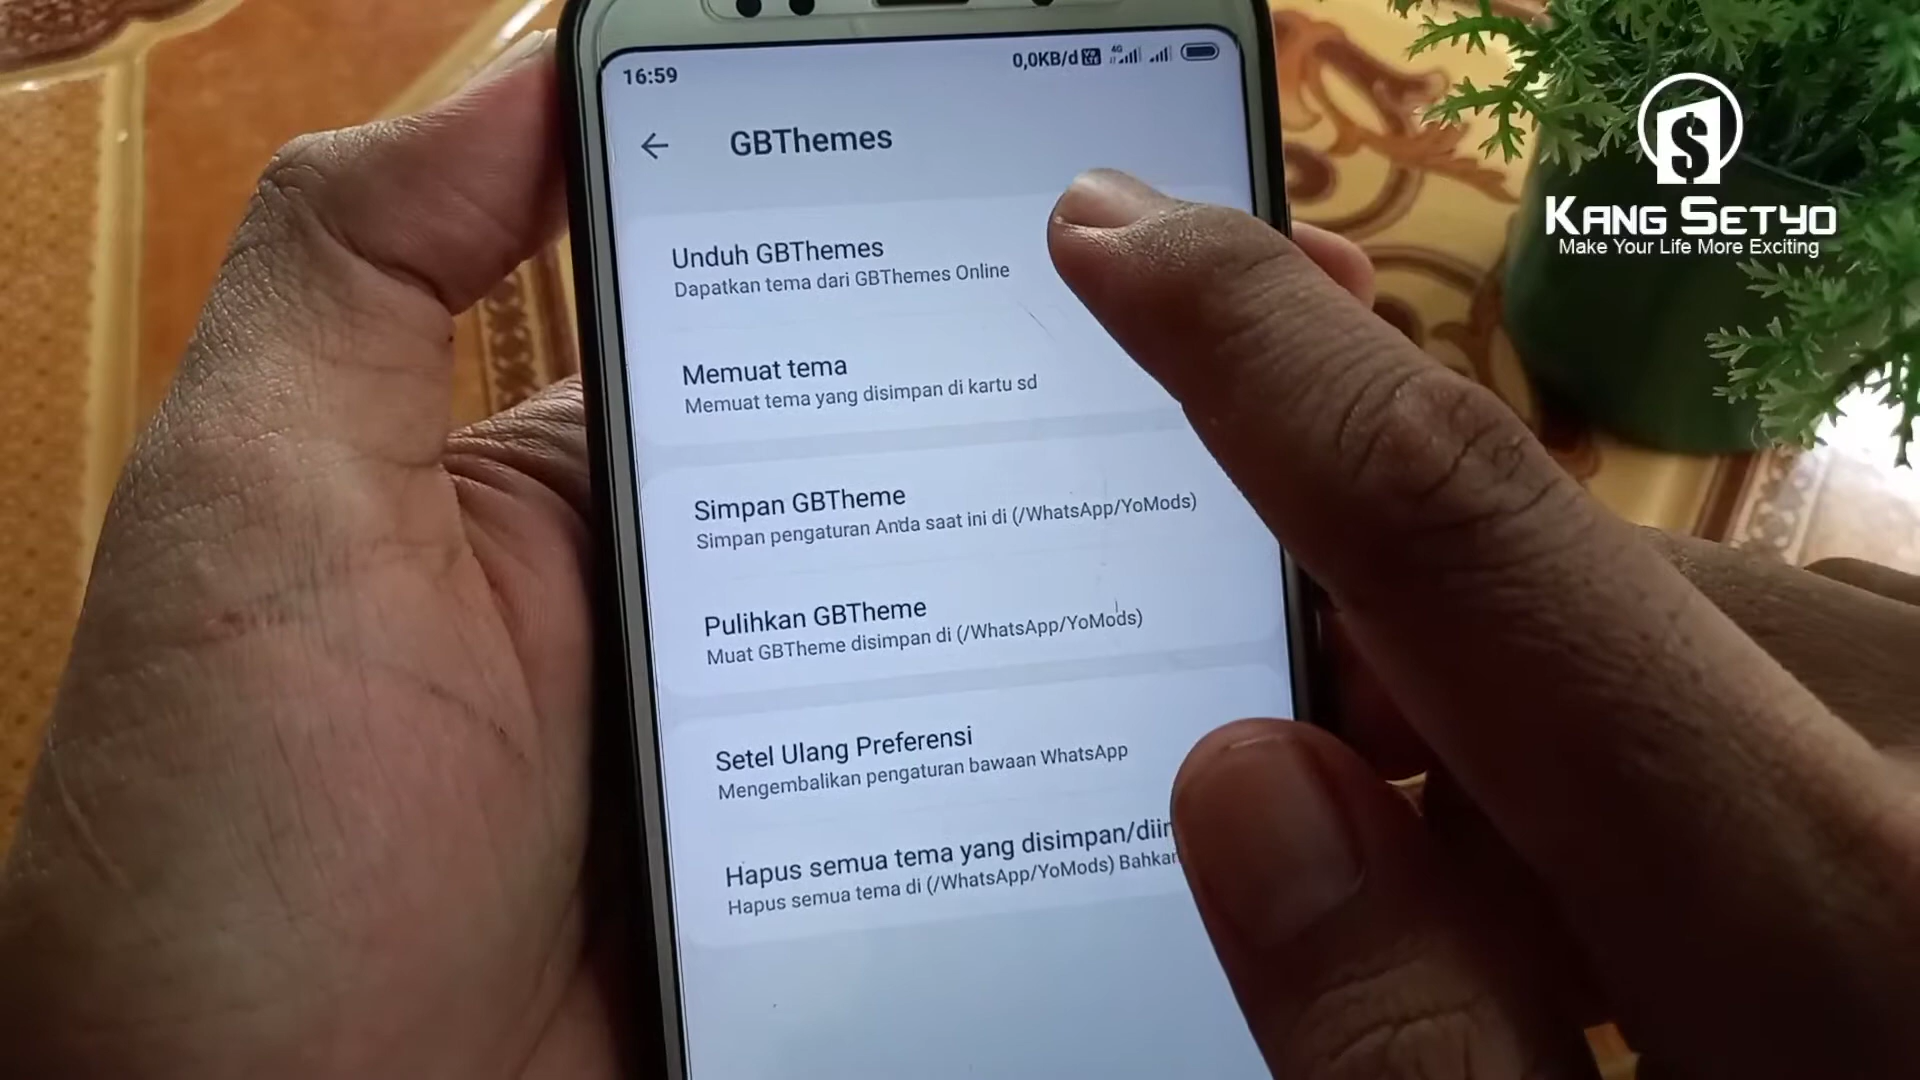 16:59
0,0KB/d
4G
GBThemes
Unduh GBThemes
Dapatkan tema dari GBThemes Online
Memuat tema
Memuat tema yang disimpan di kartu sd
Simpan GBTheme
Simpan pengaturan Anda saat ini di (/WhatsApp/YoMods)
Pulihkan GBTheme
Muat GBTheme disimpan di (/WhatsApp/YoMods)
Setel Ulang Preferensi
Mengembalikan pengaturan bawaan WhatsApp
Hapus semua tema yang disimpan/
Hapus semua tema di (/WhatsApp/YoMods) Bahkan
$
KANG SETYO
Make Your Life More Exciting